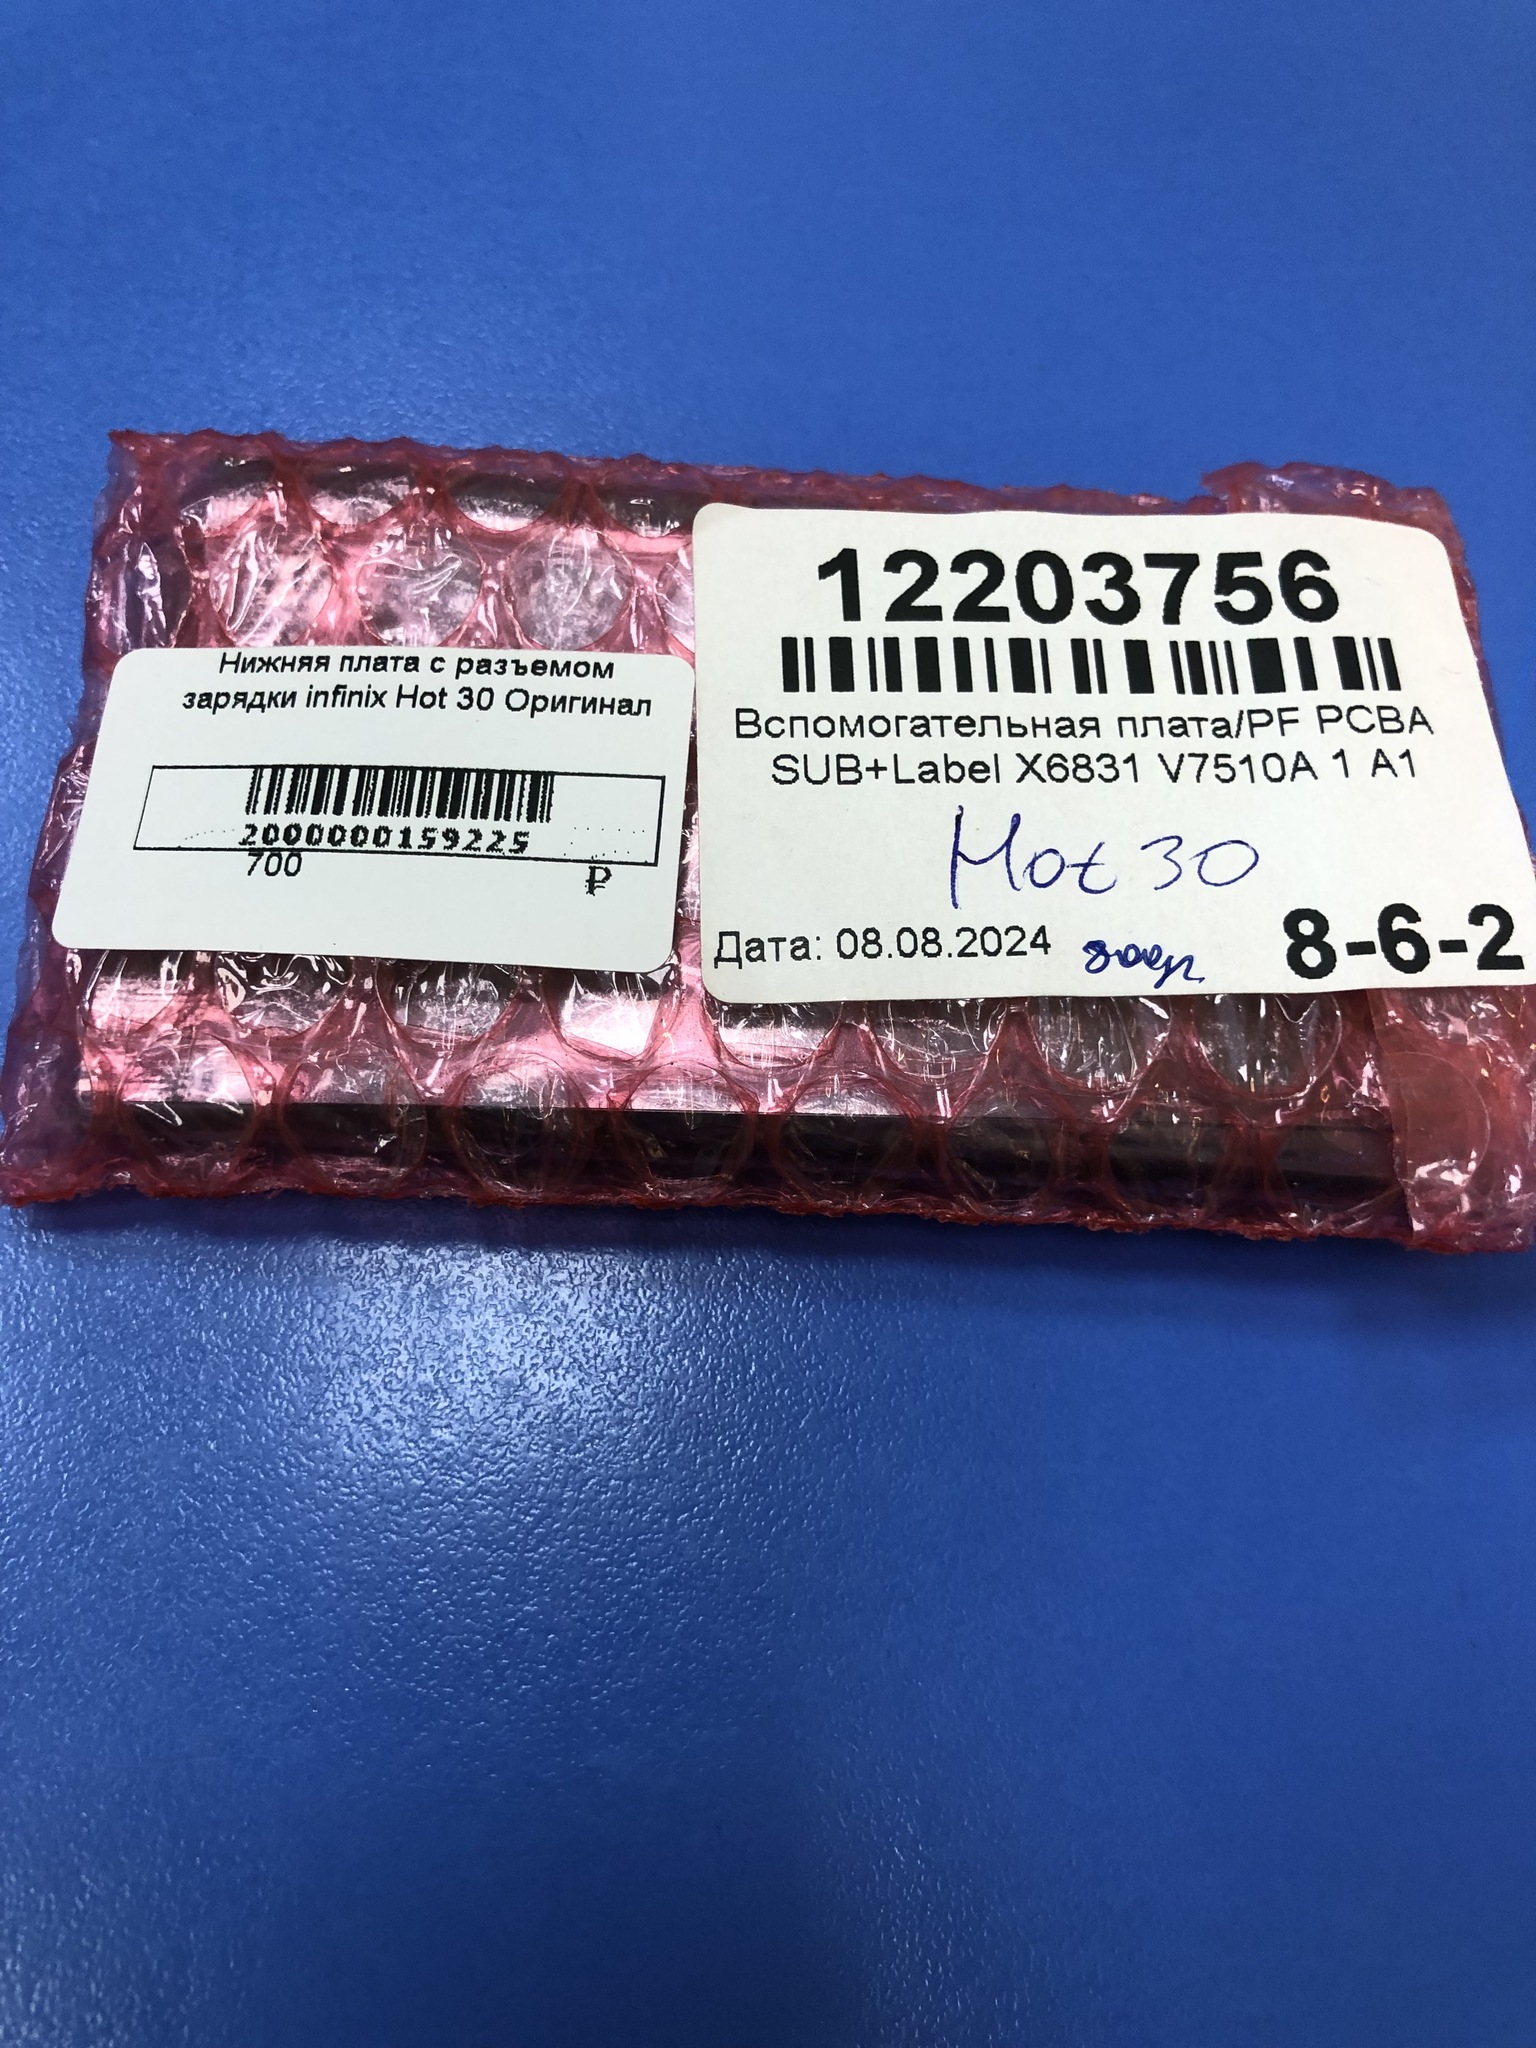 Нижняя плата с разъемом
зарядки infinix Hot 30 Оригинал
2000000159225
700
₽
12203756
Вспомогательная плата/PF PCBA
SUB+Label X6831 V7510A 1 A1
Hot 30
Дата: 08.08.2024
8-6-2